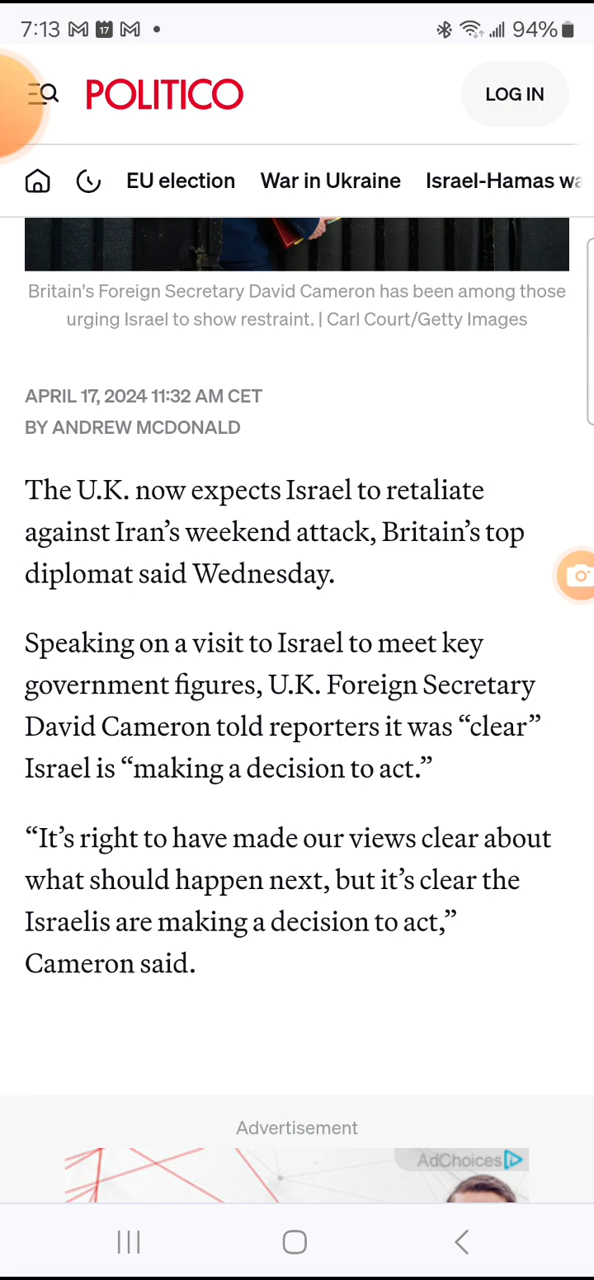 7:13 17 94%
POLITICO LOG IN
EU election War in Ukraine Israel-Hamas wa
Britain's Foreign Secretary David Cameron has been among those
urging Israel to show restraint. | Carl Court/Getty Images
APRIL 17, 2024 11:32 AM CET
BY ANDREW MCDONALD
The U.K. now expects Israel to retaliate
against Iran’s weekend attack, Britain’s top
diplomat said Wednesday.
Speaking on a visit to Israel to meet key
government figures, U.K. Foreign Secretary
David Cameron told reporters it was “clear”
Israel is “making a decision to act.”
“It’s right to have made our views clear about
what should happen next, but it’s clear the
Israelis are making a decision to act,”
Cameron said.
Advertisement
AdChoices